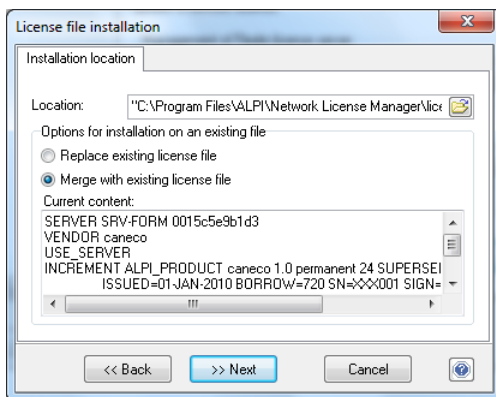 License file installation
Installation location
Location:
"C:\Program Files\ALPI\Network License Manager\lice
Options for installation on an existing file
Replace existing license file
Merge with existing license file
Current content:
SERVER SRV-FORM 0015c5e9b1d3
VENDOR caneco
USE_SERVER
INCREMENT ALPI_PRODUCT caneco 1.0 permanent 24 SUPERSEI
ISSUED=01-JAN-2010 BORROW=720 SN=XXX001 SIGN=
<< Back
>> Next
Cancel